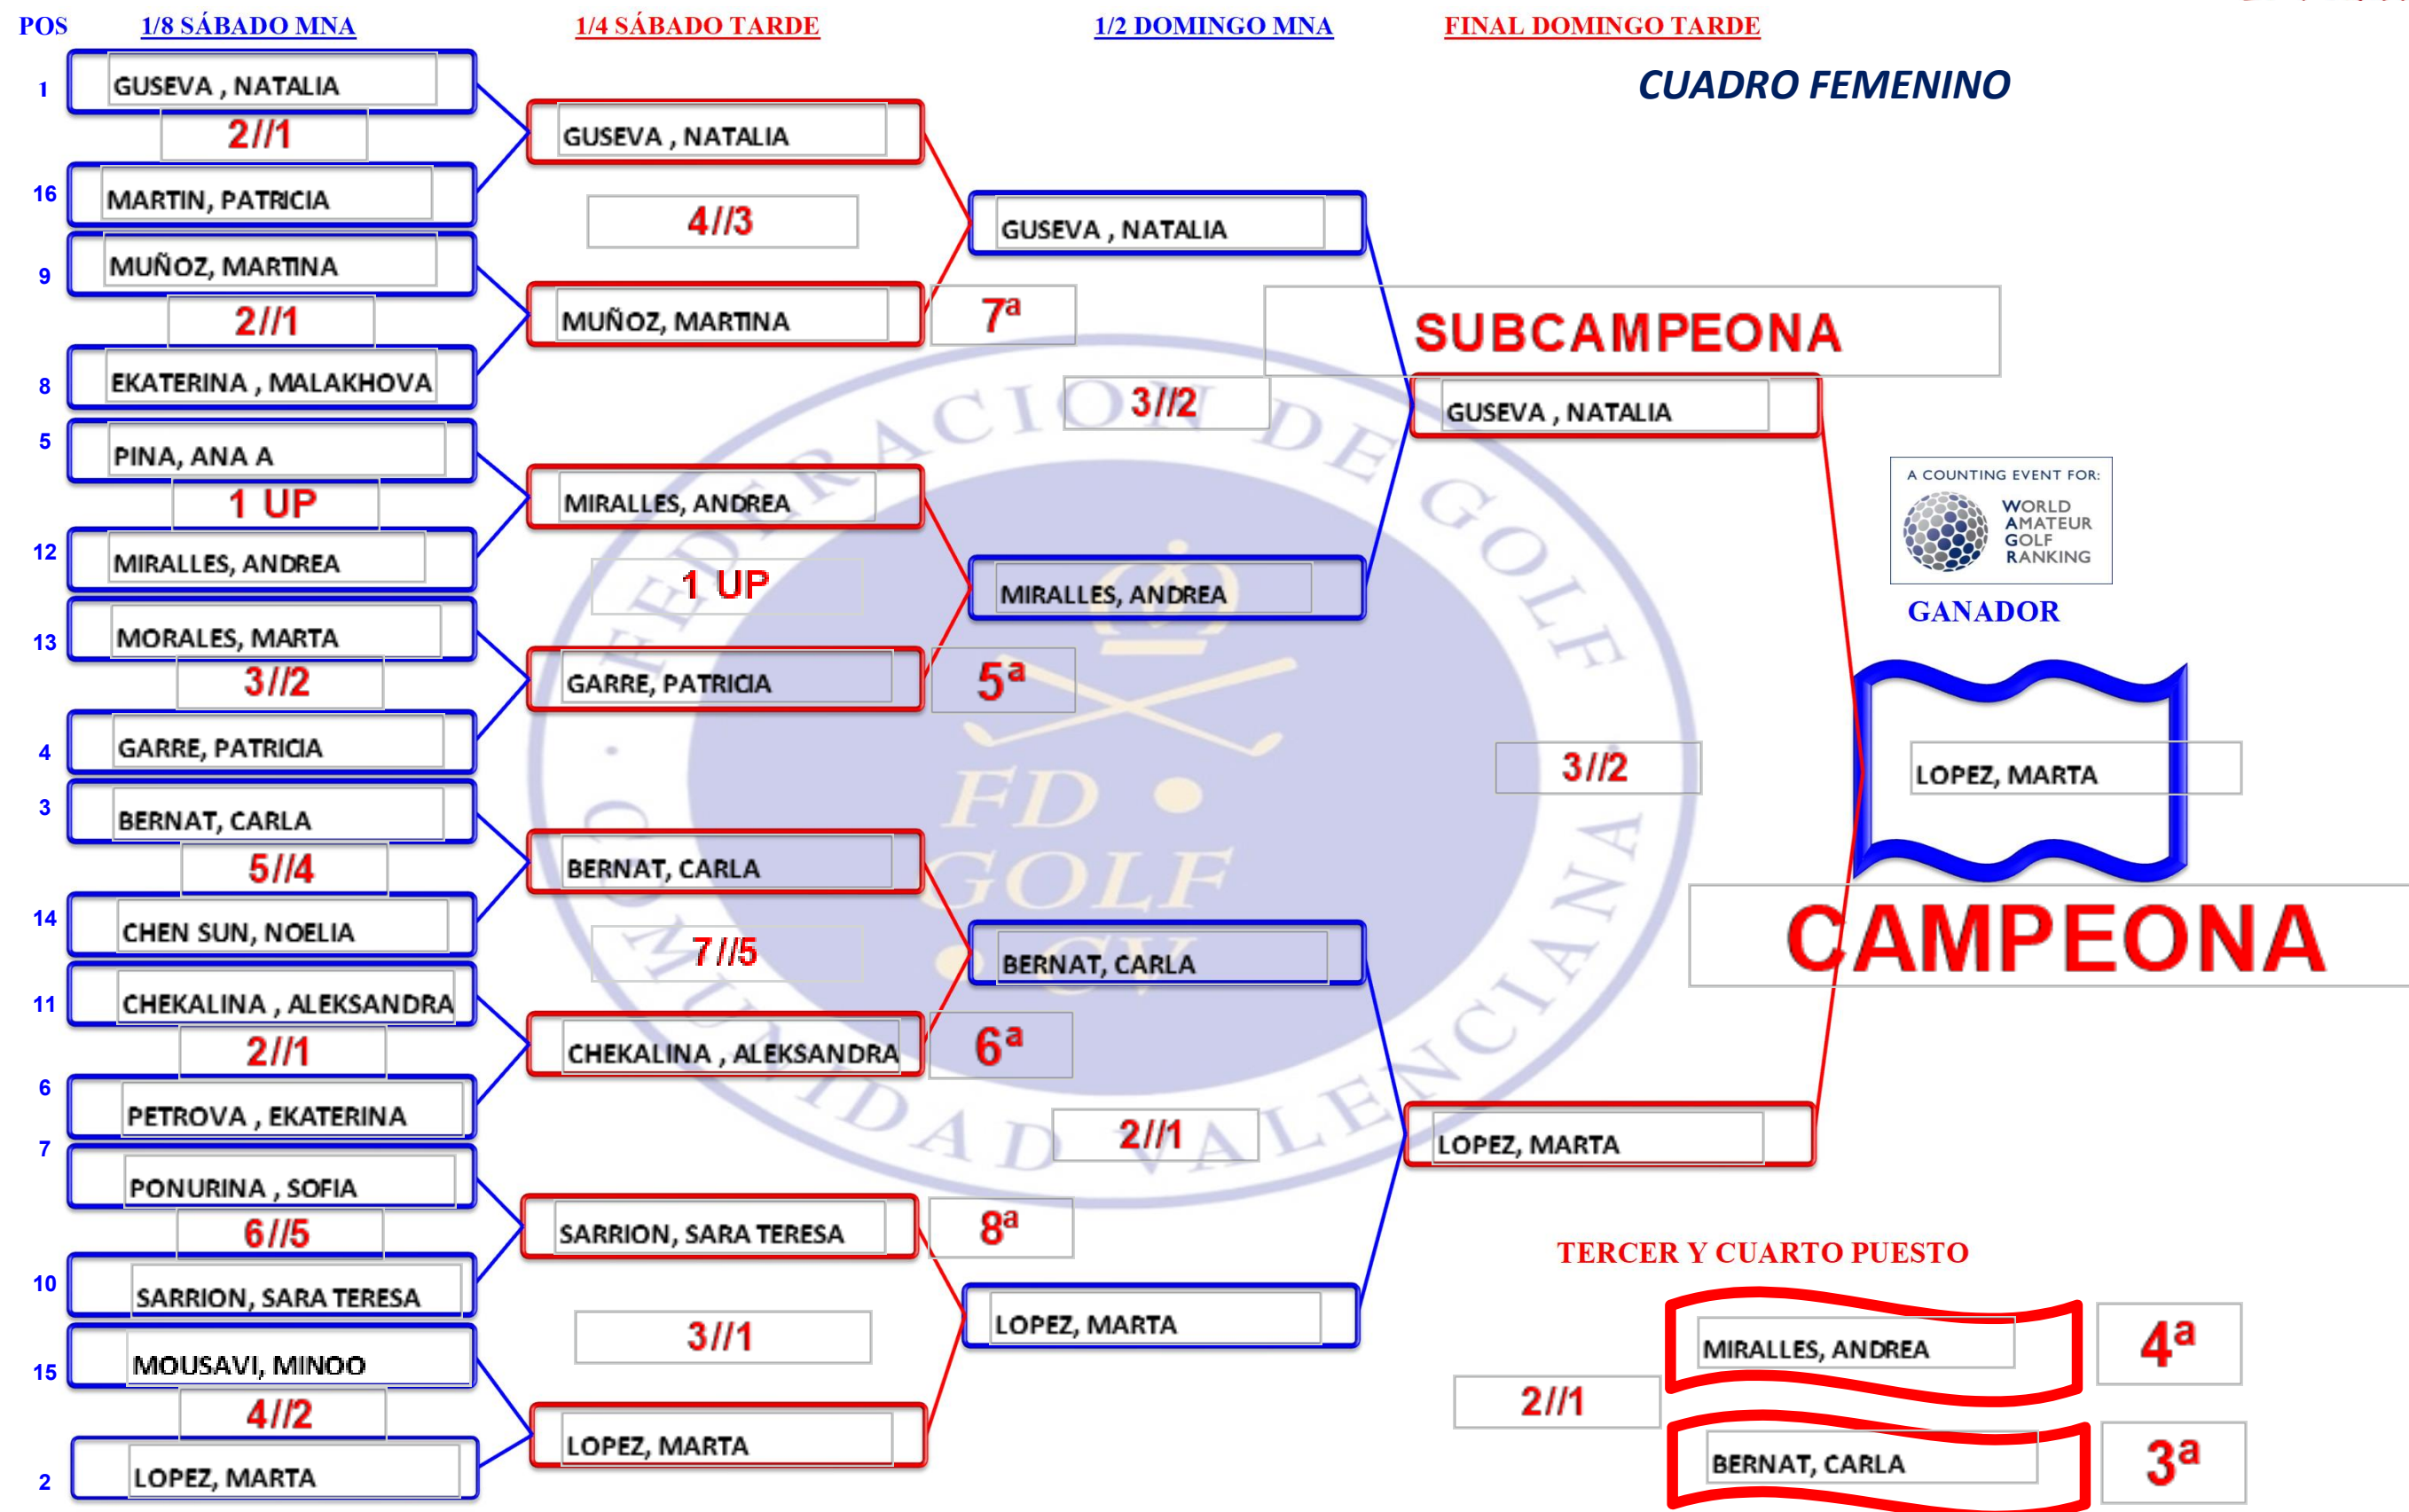 POS 1/8 SÁBADO MNA 1/4 SÁBADO TARDE 1/2 DOMINGO MNA FINAL DOMINGO TARDE
CUADRO FEMENINO
1 GUSEVA , NATALIA
2//1
16 MARTIN, PATRICIA
9 MUÑOZ, MARTINA
2//1
8 EKATERINA , MALAKHOVA
5 PINA, ANA A
1 UP
12 MIRALLES, ANDREA
13 MORALES, MARTA
3//2
4 GARRE, PATRICIA
3 BERNAT, CARLA
5//4
14 CHEN SUN, NOELIA
11 CHEKALINA , ALEKSANDRA
2//1
6 PETROVA , EKATERINA
7 PONURINA , SOFIA
6//5
10 SARRION, SARA TERESA
15 MOUSAVI, MINOO
4//2
2 LOPEZ, MARTA
GUSEVA , NATALIA
4//3
MUÑOZ, MARTINA 7ª
MIRALLES, ANDREA
1 UP
GARRE, PATRICIA 5ª
BERNAT, CARLA
7//5
CHEKALINA , ALEKSANDRA 6ª
SARRION, SARA TERESA 8ª
3//1
LOPEZ, MARTA
GUSEVA , NATALIA
3//2
MIRALLES, ANDREA
BERNAT, CARLA
2//1
LOPEZ, MARTA
SUBCAMPEONA
GUSEVA , NATALIA
3//2
LOPEZ, MARTA
A COUNTING EVENT FOR:
WORLD
AMATEUR
GOLF
RANKING
GANADOR
LOPEZ, MARTA
CAMPEONA
TERCER Y CUARTO PUESTO
MIRALLES, ANDREA 4ª
2//1
BERNAT, CARLA 3ª
FEDERACION DE GOLF
COMUNIDAD VALENCIANA
FD
GOLF
CV